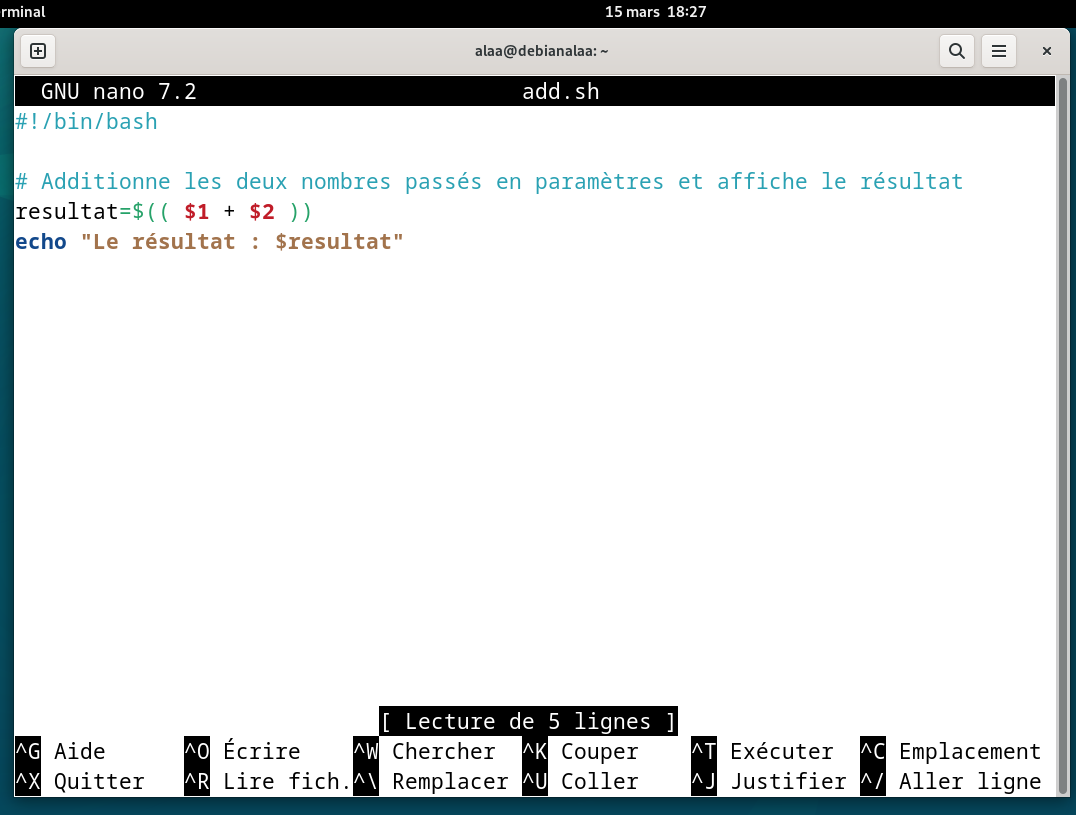 rminal
15 mars 18:27
alaa@debianalaa: ~
GNU nano 7.2 add.sh
#!/bin/bash
# Additionne les deux nombres passés en paramètres et affiche le résultat
resultat=$(( $1 + $2 ))
echo "Le résultat : $resultat"
[ Lecture de 5 lignes ]
^G Aide ^O Écrire ^W Chercher ^K Couper ^T Exécuter ^C Emplacement
^X Quitter ^R Lire fich. ^\ Remplacer ^U Coller ^J Justifier ^/ Aller ligne